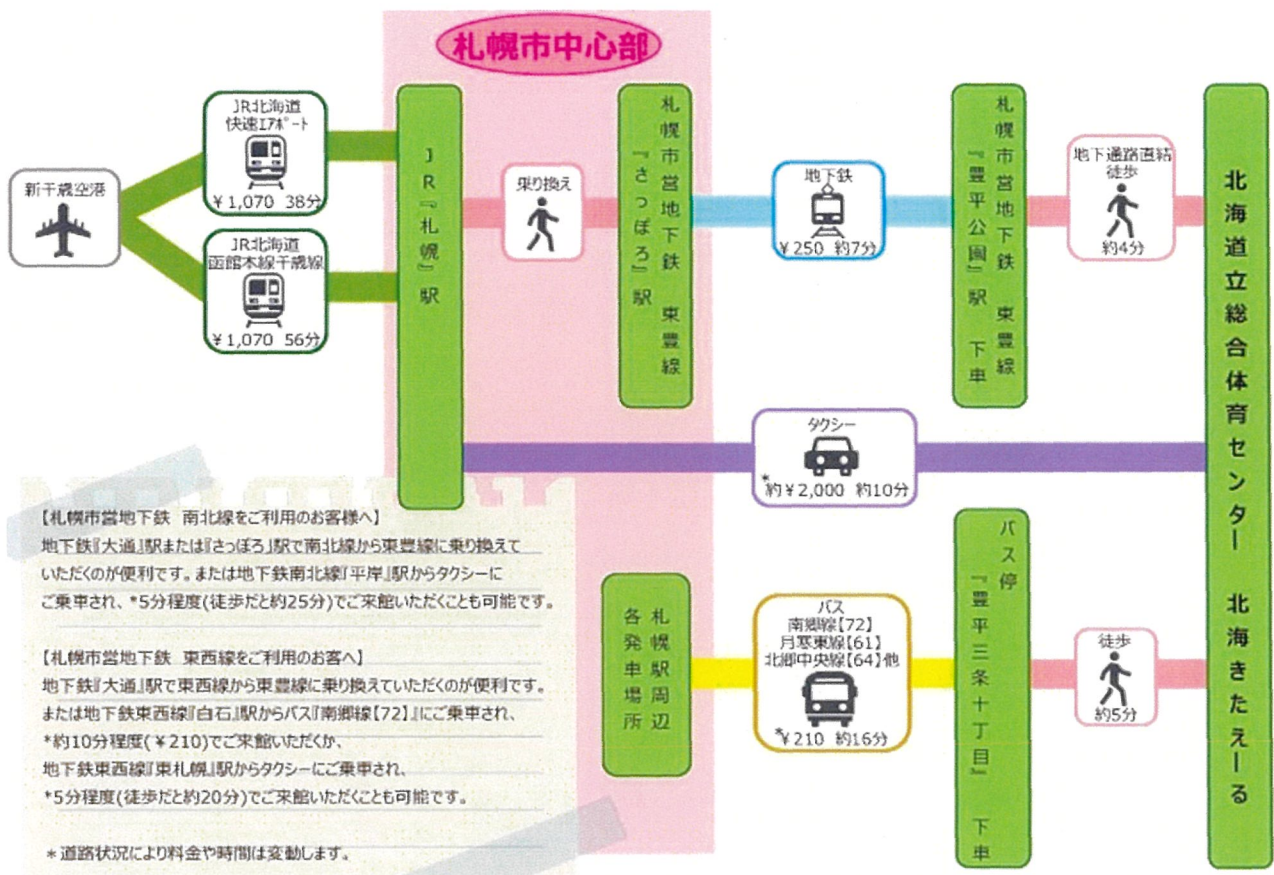 札幌市中心部
新千歳空港
JR北海道
快速エアポート
¥1,070 38分
JR北海道
函館本線千歳線
¥1,070 56分
JR『札幌』駅
乗り換え
札幌市営地下鉄 東豊線
『さっぽろ』駅
地下鉄
¥250 約7分
札幌市営地下鉄 東豊線
『豊平公園』駅 下車
地下通路直結
徒歩
約4分
北海道立総合体育センター 北海きたえーる
タクシー
*約¥2,000 約10分
札幌駅周辺
各発車場所
バス
南郷線【72】
月寒東線【61】
北郷中央線【64】他
*¥210 約16分
バス停
『豊平三条十丁目』 下車
徒歩
約5分
【札幌市営地下鉄 南北線をご利用のお客様へ】
地下鉄『大通』駅または『さっぽろ』駅で南北線から東豊線に乗り換えて
いただくのが便利です。または地下鉄南北線『平岸』駅からタクシーに
ご乗車され、*5分程度(徒歩だと約25分)でご来館いただくことも可能です。
【札幌市営地下鉄 東西線をご利用のお客へ】
地下鉄『大通』駅で東西線から東豊線に乗り換えていただくのが便利です。
または地下鉄東西線『白石』駅からバス『南郷線【72】』にご乗車され、
*約10分程度(¥210)でご来館いただくか、
地下鉄東西線『東札幌』駅からタクシーにご乗車され、
*5分程度(徒歩だと約20分)でご来館いただくことも可能です。
*道路状況により料金や時間は変動します。